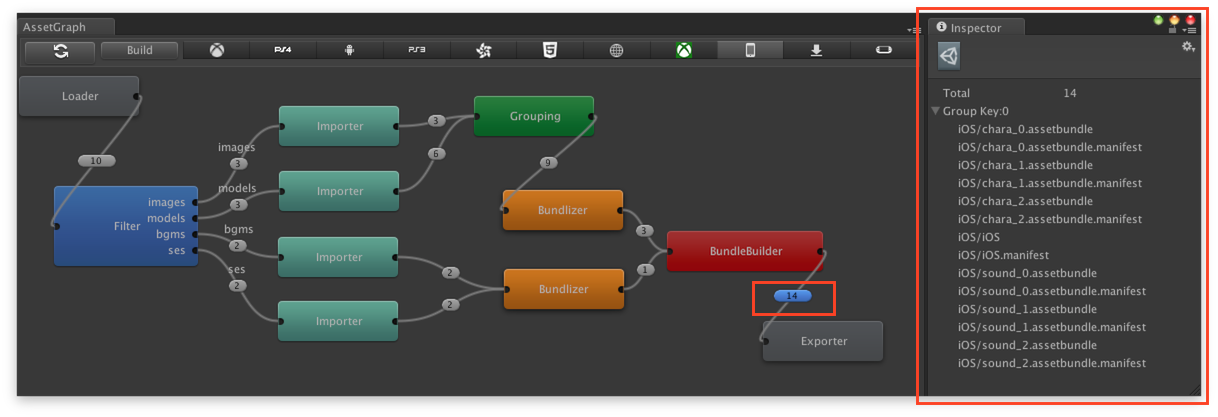 AssetGraph
Build
PS4
PS3
Loader
10
Filter
images
models
bgms
ses
images
3
models
3
bgms
2
ses
2
Importer
Importer
Importer
Importer
3
6
2
2
Grouping
9
Bundlizer
Bundlizer
3
1
BundleBuilder
14
Exporter
Inspector
Total 14
Group Key:0
iOS/chara_0.assetbundle
iOS/chara_0.assetbundle.manifest
iOS/chara_1.assetbundle
iOS/chara_1.assetbundle.manifest
iOS/chara_2.assetbundle
iOS/chara_2.assetbundle.manifest
iOS/iOS
iOS/iOS.manifest
iOS/sound_0.assetbundle
iOS/sound_0.assetbundle.manifest
iOS/sound_1.assetbundle
iOS/sound_1.assetbundle.manifest
iOS/sound_2.assetbundle
iOS/sound_2.assetbundle.manifest